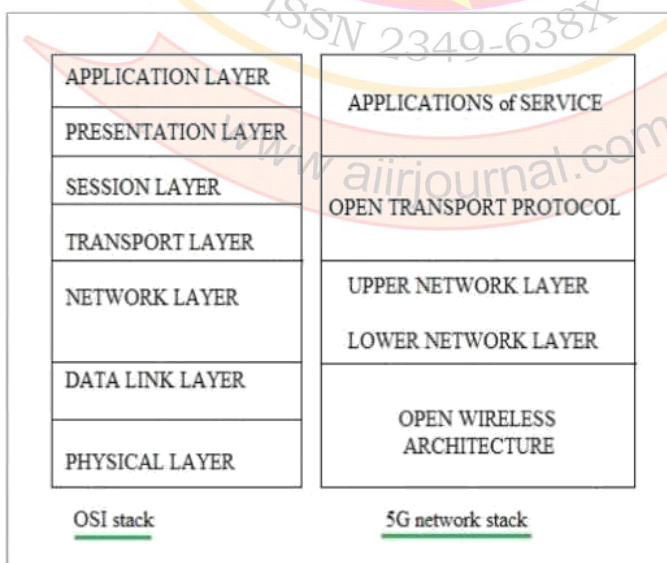 ISSN 2349-638X
www.aiirjournal.com
APPLICATION LAYER
PRESENTATION LAYER
SESSION LAYER
TRANSPORT LAYER
NETWORK LAYER
DATA LINK LAYER
PHYSICAL LAYER
OSI stack
APPLICATIONS of SERVICE
OPEN TRANSPORT PROTOCOL
UPPER NETWORK LAYER
LOWER NETWORK LAYER
OPEN WIRELESS
ARCHITECTURE
5G network stack